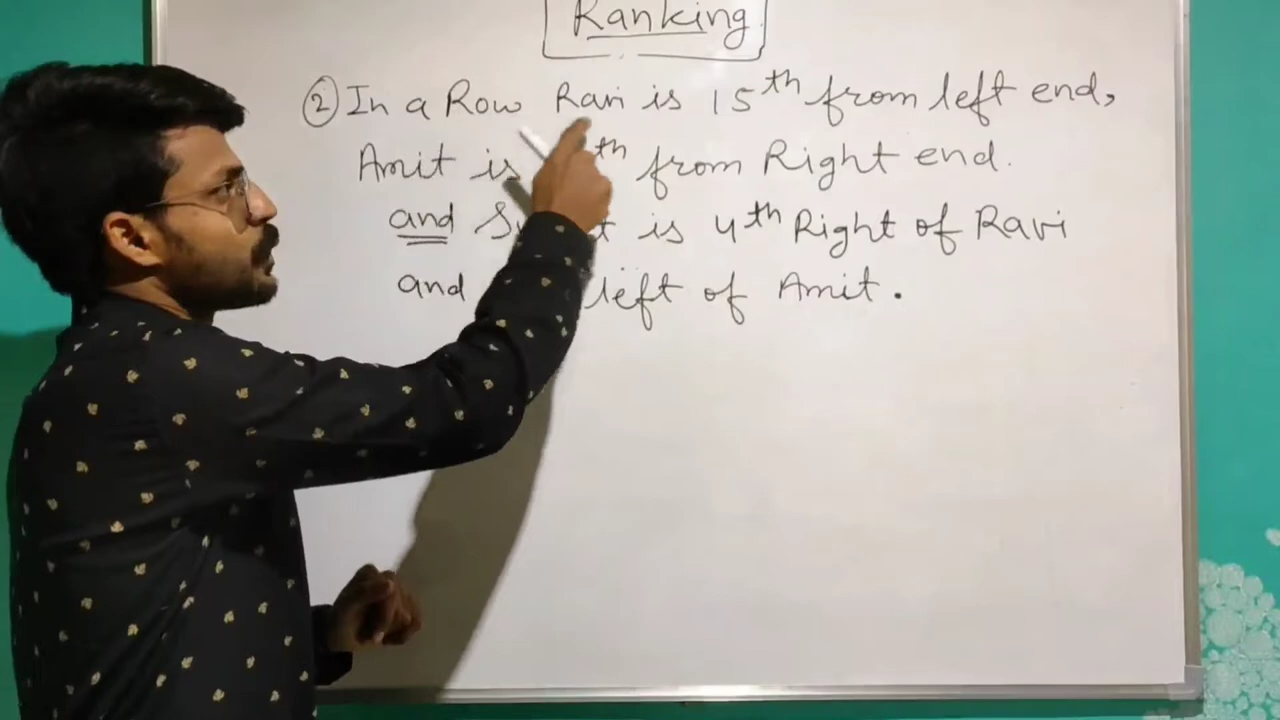 Ranking
② In a Row Ravi is 15th from left end,
Amit is th from Right end.
and is 4th Right of Ravi
and left of Amit.